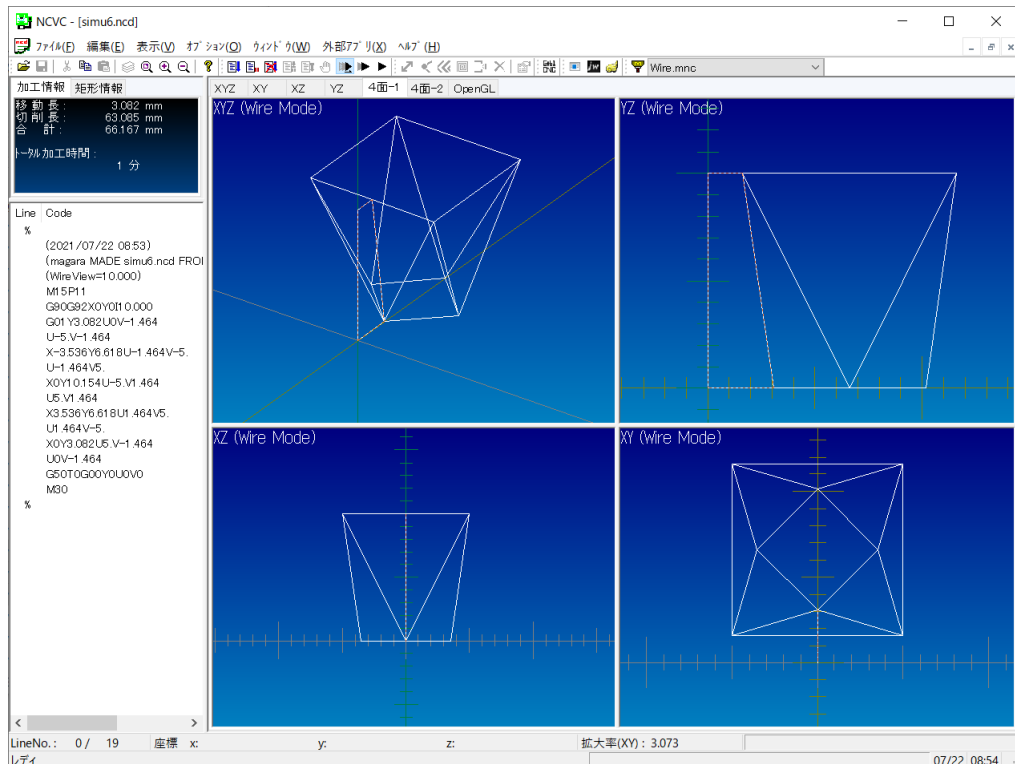 NCVC - [simu6.ncd]
ファイル(F) 編集(E) 表示(V) オプション(O) ウィンドウ(W) 外部アプリ(X) ヘルプ(H)
Wire.mnc
加工情報 矩形情報
XYZ XY XZ YZ 4面-1 4面-2 OpenGL
移動長: 3.082 mm
切削長: 63.085 mm
合 計: 66.167 mm
トータル加工時間:
1 分
XYZ (Wire Mode)
YZ (Wire Mode)
XZ (Wire Mode)
XY (Wire Mode)
Line Code
%
(2021/07/22 08:53)
(magara MADE simu6.ncd FROI
(WireView=10.000)
M15P11
G90G92X0Y0I10.000
G01Y3.082U0V-1.464
U-5.V-1.464
X-3.536Y6.618U-1.464V-5.
U-1.464V5.
X0Y10.154U-5.V1.464
U5.V1.464
X3.536Y6.618U1.464V5.
U1.464V-5.
X0Y3.082U5.V-1.464
U0V-1.464
G50T0G00Y0U0V0
M30
%
LineNo.: 0/ 19 座標 x: y: z: 拡大率(XY) : 3.073
レディ 07/22 08:54